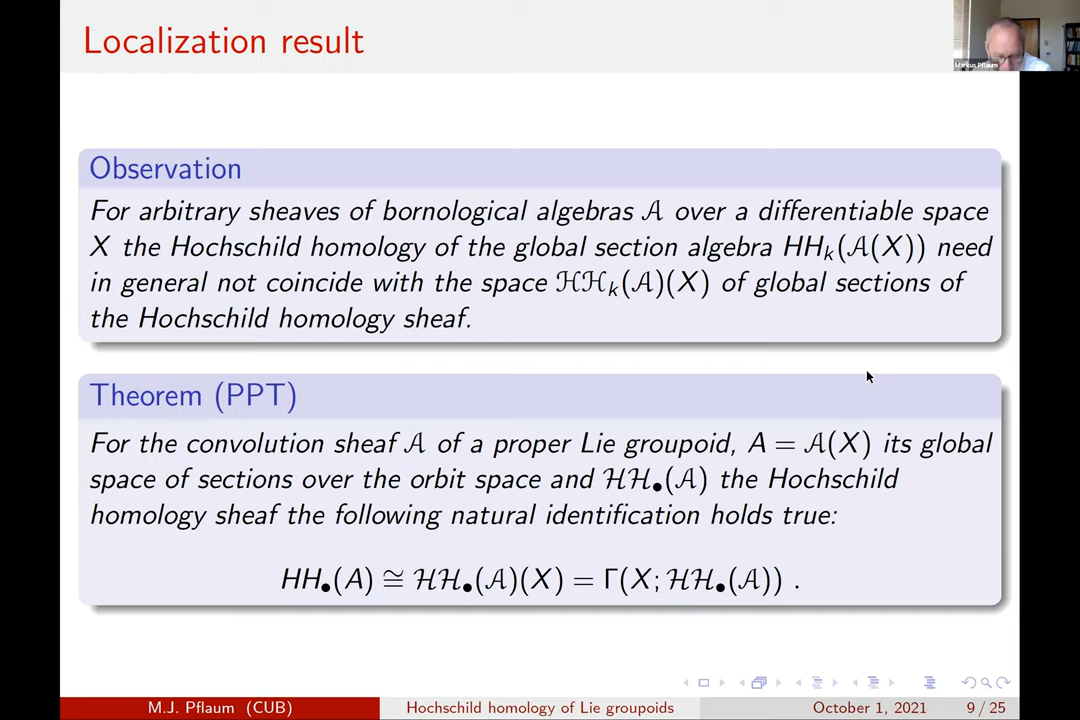 Localization result
Markus Pflaum
Observation
For arbitrary sheaves of bornological algebras 𝒜 over a differentiable space
X the Hochschild homology of the global section algebra HHₖ(𝒜(X)) need
in general not coincide with the space ℋℋₖ(𝒜)(X) of global sections of
the Hochschild homology sheaf.
Theorem (PPT)
For the convolution sheaf 𝒜 of a proper Lie groupoid, A = 𝒜(X) its global
space of sections over the orbit space and ℋℋ•(𝒜) the Hochschild
homology sheaf the following natural identification holds true:
HH•(A) ≅ ℋℋ•(𝒜)(X) = Γ(X; ℋℋ•(𝒜)) .
M.J. Pflaum (CUB) Hochschild homology of Lie groupoids October 1, 2021 9 / 25